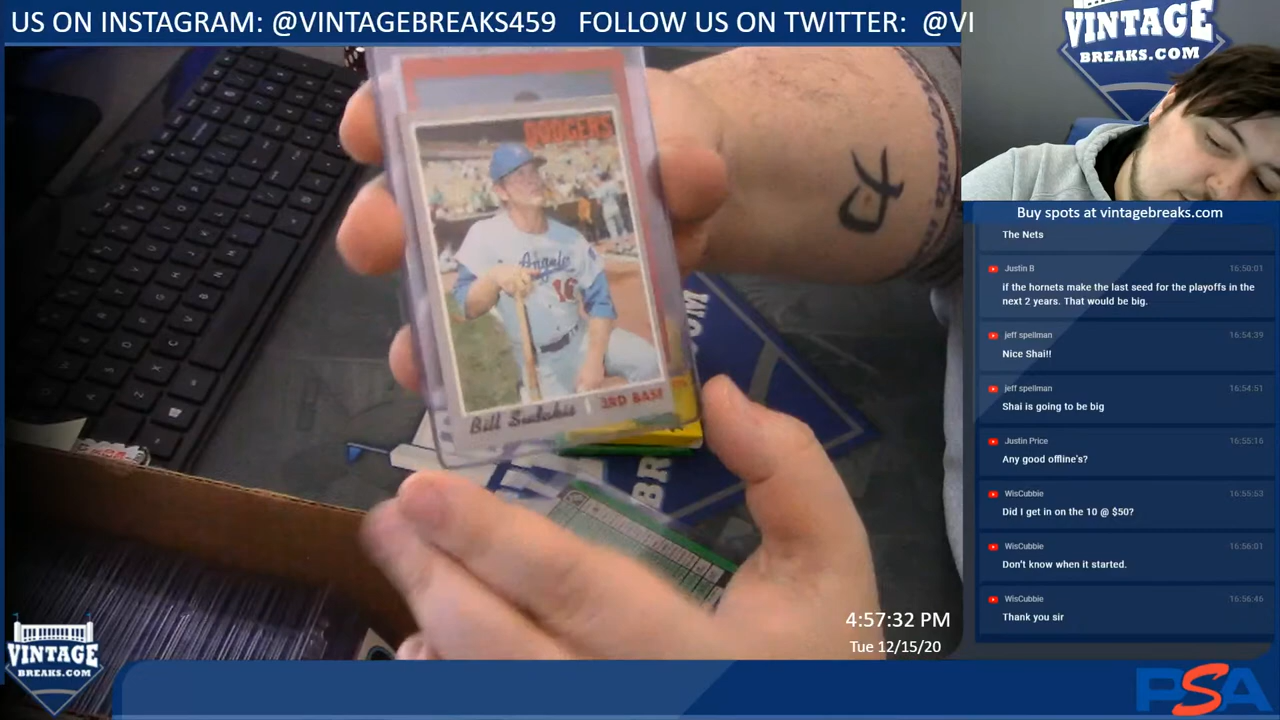 US ON INSTAGRAM: @VINTAGEBREAKS459 FOLLOW US ON TWITTER: @VI
VINTAGE
BREAKS.COM
DODGERS
Angels
16
Bill Sudakis
3RD BASE
Buy spots at vintagebreaks.com
The Nets
Justin B 16:50:01
if the hornets make the last seed for the playoffs in the
next 2 years. That would be big.
jeff spellman 16:54:39
Nice Shai!!
jeff spellman 16:54:51
Shai is going to be big
Justin Price 16:55:16
Any good offline's?
WisCubbie 16:55:53
Did I get in on the 10 @ $50?
WisCubbie 16:56:01
Don't know when it started.
WisCubbie 16:56:46
Thank you sir
4:57:32 PM
Tue 12/15/20
VINTAGE
BREAKS.COM
PSA